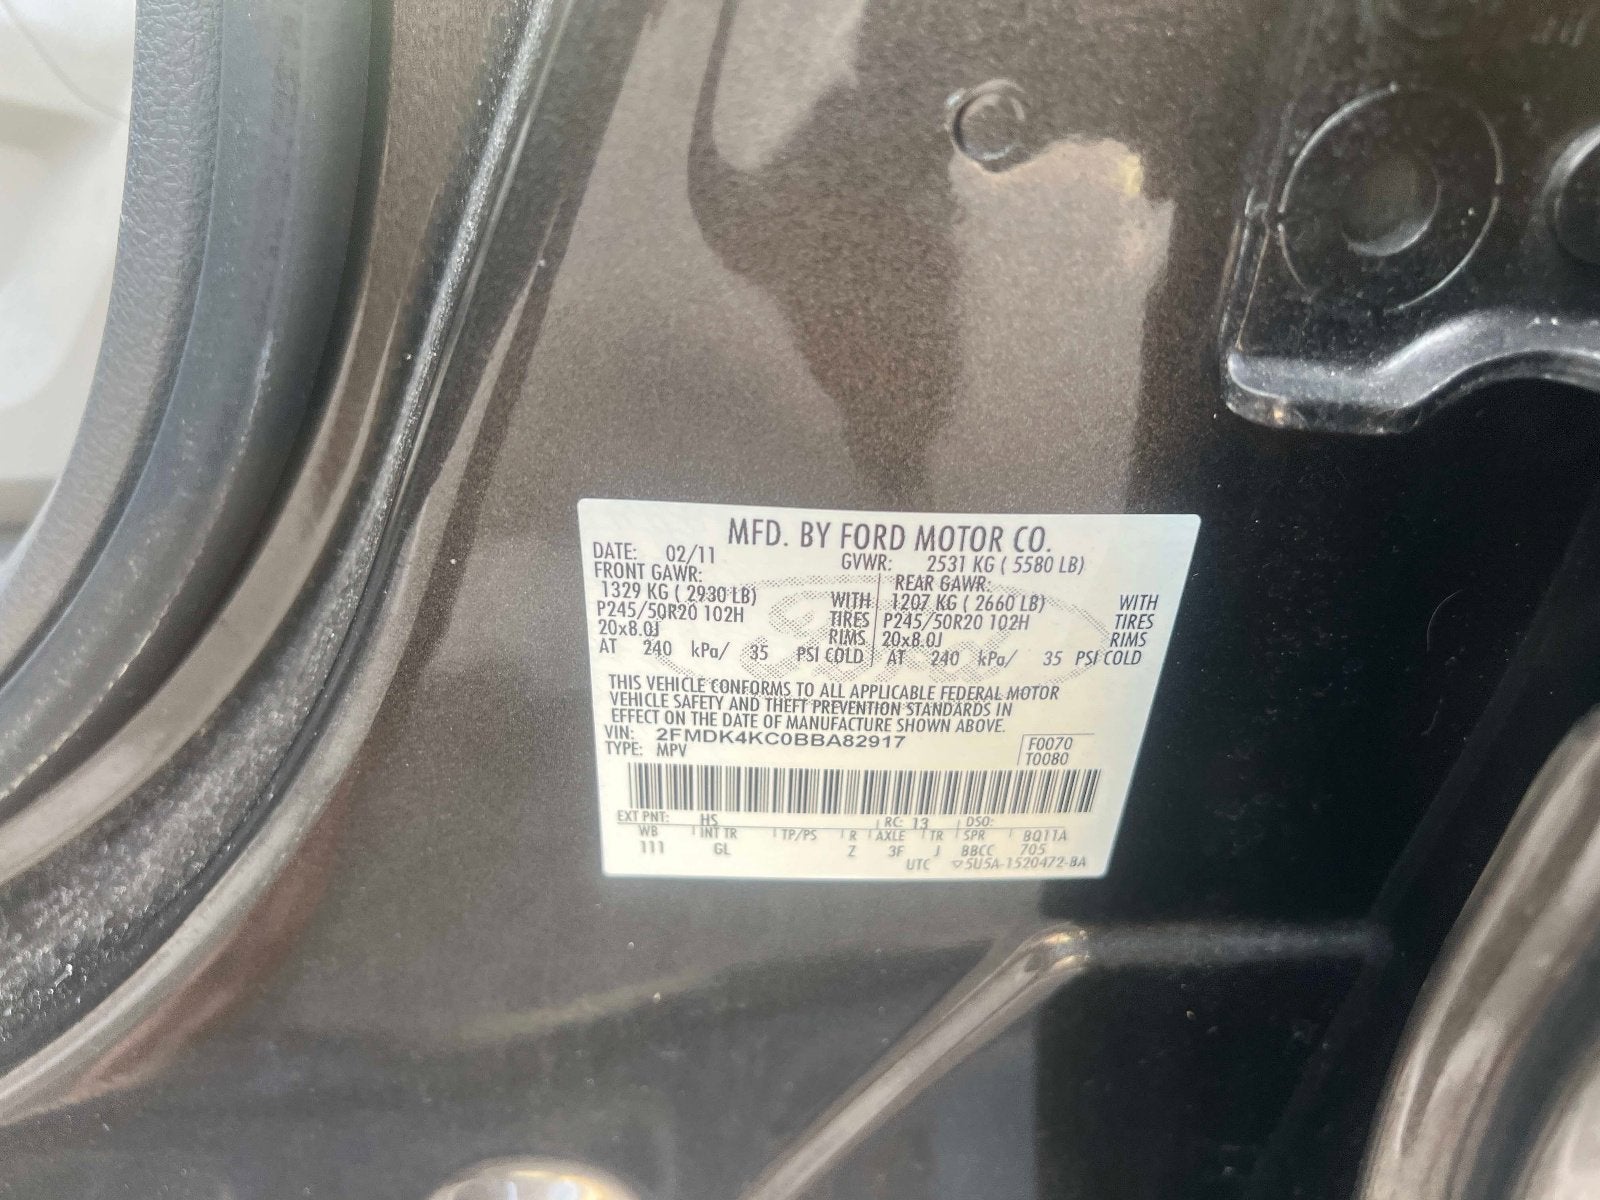 MFD. BY FORD MOTOR CO.
DATE: 02/11 GVWR: 2531 KG ( 5580 LB)
FRONT GAWR: REAR GAWR:
1329 KG ( 2930 LB) WITH 1207 KG ( 2660 LB) WITH
P245/50R20 102H TIRES P245/50R20 102H TIRES
20x8.0J RIMS 20x8.0J RIMS
AT 240 kPa/ 35 PSI COLD AT 240 kPa/ 35 PSI COLD
THIS VEHICLE CONFORMS TO ALL APPLICABLE FEDERAL MOTOR
VEHICLE SAFETY AND THEFT PREVENTION STANDARDS IN
EFFECT ON THE DATE OF MANUFACTURE SHOWN ABOVE.
VIN: 2FMDK4KC0BBA82917 F0070
TYPE: MPV T0080
EXT PNT: HS RC: 13 DSO:
WB INT TR TP/PS R AXLE TR SPR BQ11A
111 GL Z 3F J BBCC 705
UTC 5U5A-1520472-BA